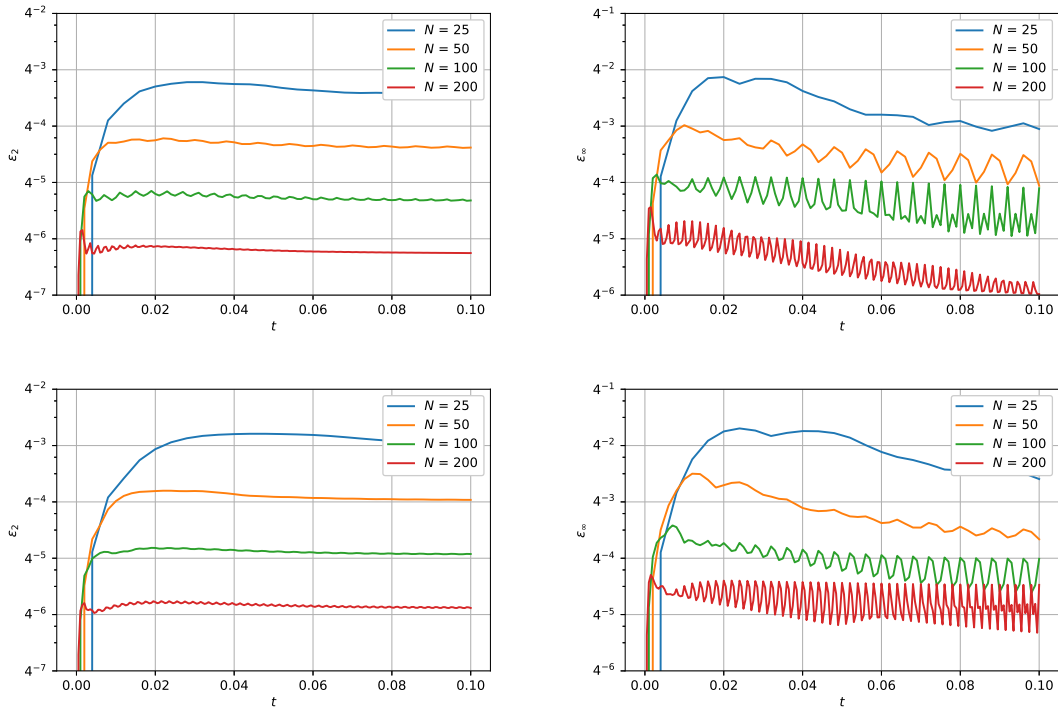 4⁻²
4⁻³
4⁻⁴
4⁻⁵
4⁻⁶
4⁻⁷
ε₂
0.00 0.02 0.04 0.06 0.08 0.10
t
N = 25
N = 50
N = 100
N = 200
4⁻¹
4⁻²
4⁻³
4⁻⁴
4⁻⁵
4⁻⁶
ε∞
0.00 0.02 0.04 0.06 0.08 0.10
t
N = 25
N = 50
N = 100
N = 200
4⁻²
4⁻³
4⁻⁴
4⁻⁵
4⁻⁶
4⁻⁷
ε₂
0.00 0.02 0.04 0.06 0.08 0.10
t
N = 25
N = 50
N = 100
N = 200
4⁻¹
4⁻²
4⁻³
4⁻⁴
4⁻⁵
4⁻⁶
ε∞
0.00 0.02 0.04 0.06 0.08 0.10
t
N = 25
N = 50
N = 100
N = 200